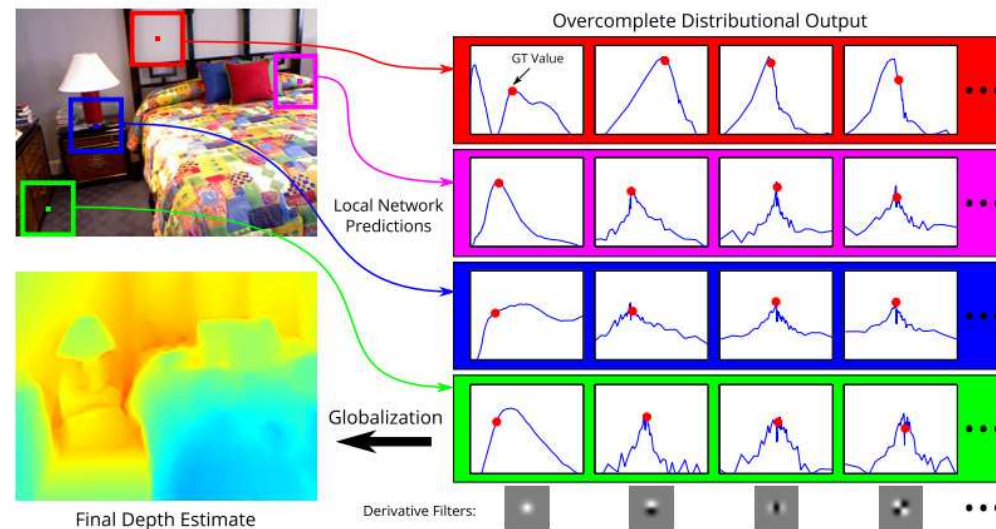 Overcomplete Distributional Output
GT Value
Local Network
Predictions
Globalization
Final Depth Estimate
Derivative Filters: